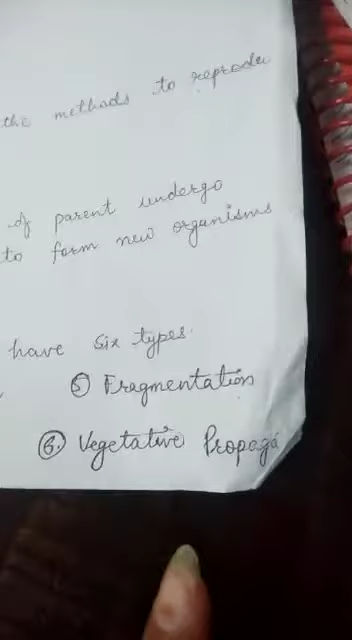 the methods to reprodu
of parent undergo
to form new organisms
have six types.
⑤ Fragmentation
⑥. Vegetative Propaga